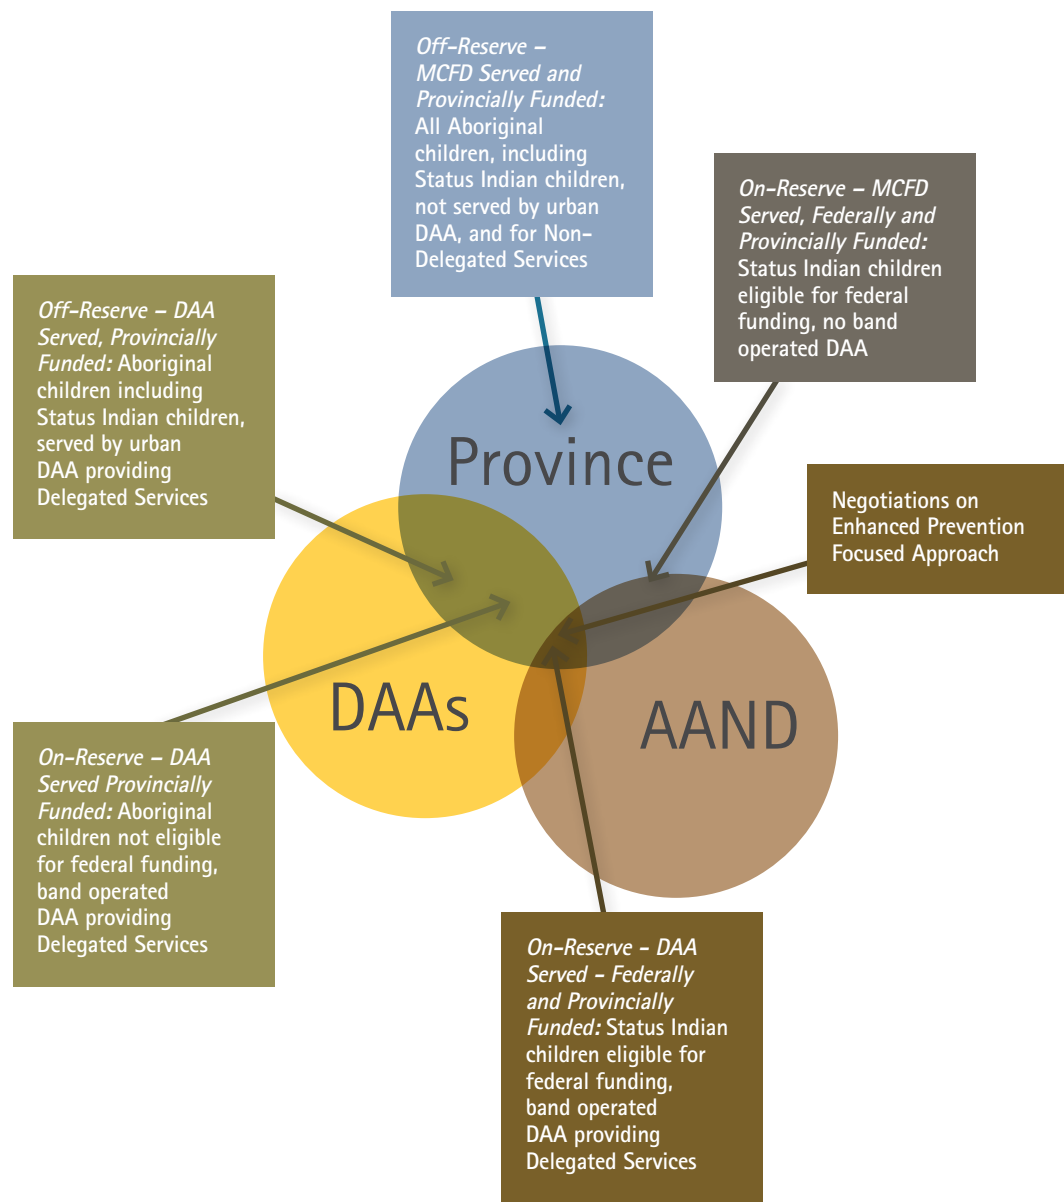 Off-Reserve –
MCFD Served and
Provincially Funded:
All Aboriginal
children, including
Status Indian children,
not served by urban
DAA, and for Non-
Delegated Services
On-Reserve – MCFD
Served, Federally and
Provincially Funded:
Status Indian children
eligible for federal
funding, no band
operated DAA
Off-Reserve – DAA
Served, Provincially
Funded: Aboriginal
children including
Status Indian children,
served by urban
DAA providing
Delegated Services
Province
Negotiations on
Enhanced Prevention
Focused Approach
DAAs
AAND
On-Reserve – DAA
Served Provincially
Funded: Aboriginal
children not eligible
for federal funding,
band operated
DAA providing
Delegated Services
On-Reserve - DAA
Served - Federally
and Provincially
Funded: Status Indian
children eligible for
federal funding,
band operated
DAA providing
Delegated Services